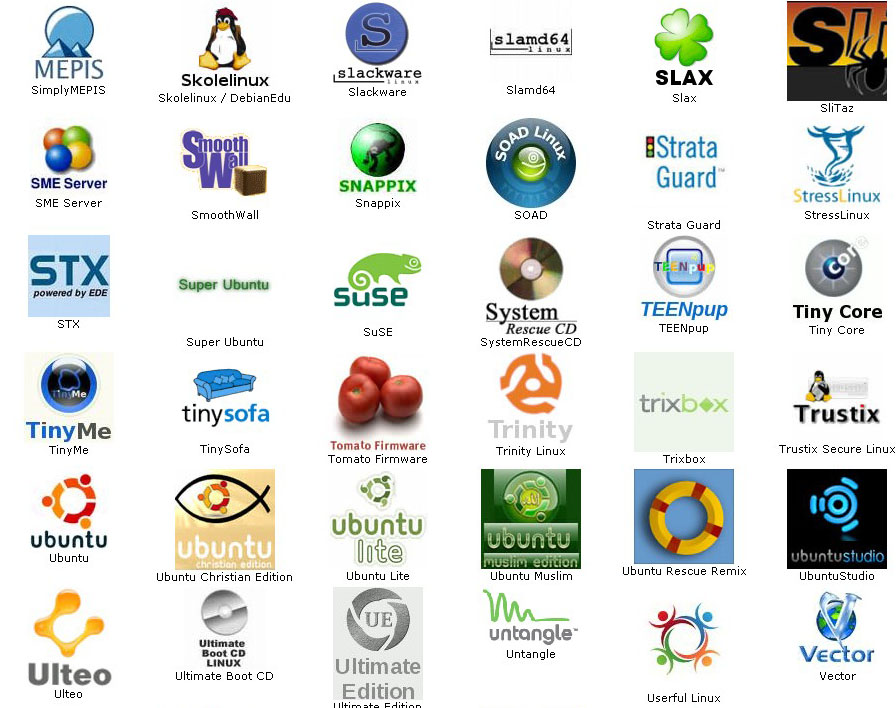 MEPIS
SimplyMEPIS
Skolelinux
Skolelinux / DebianEdu
S
slackware
linux
Slackware
slamd64
linux
Slamd64
SLAX
Slax
Sli
SliTaz
SME Server
SME Server
Smooth
Wall
SmoothWall
SNAPPIX
Snappix
SOAD Linux
SOAD
Strata
Guard™
Strata Guard
StressLinux
StressLinux
STX
powered by EDE
STX
Super Ubuntu
Super Ubuntu
suse
SuSE
System
Rescue CD
SystemRescueCD
TEENpup
TEENpup
TEENpup
core
Tiny Core
Tiny Core
TinyMe
TinyMe
TinyMe
tinysofa
TinySofa
Tomato Firmware
Tomato Firmware
Trinity
Trinity Linux
trixbox
Trixbox
Trustix
Trustix Secure Linux
ubuntu
Ubuntu
ubuntu
christian edition
Ubuntu Christian Edition
ubuntu
lite
Ubuntu Lite
ubuntu
muslim edition
Ubuntu Muslim
Ubuntu Rescue Remix
ubuntustudio
UbuntuStudio
Ulteo
Ulteo
Ultimate
Boot CD
LINUX
Ultimate Boot CD
UE
Ultimate
Edition
Ultimate Edition
untangle™
Untangle
Userful Linux
V
Vector
Vector